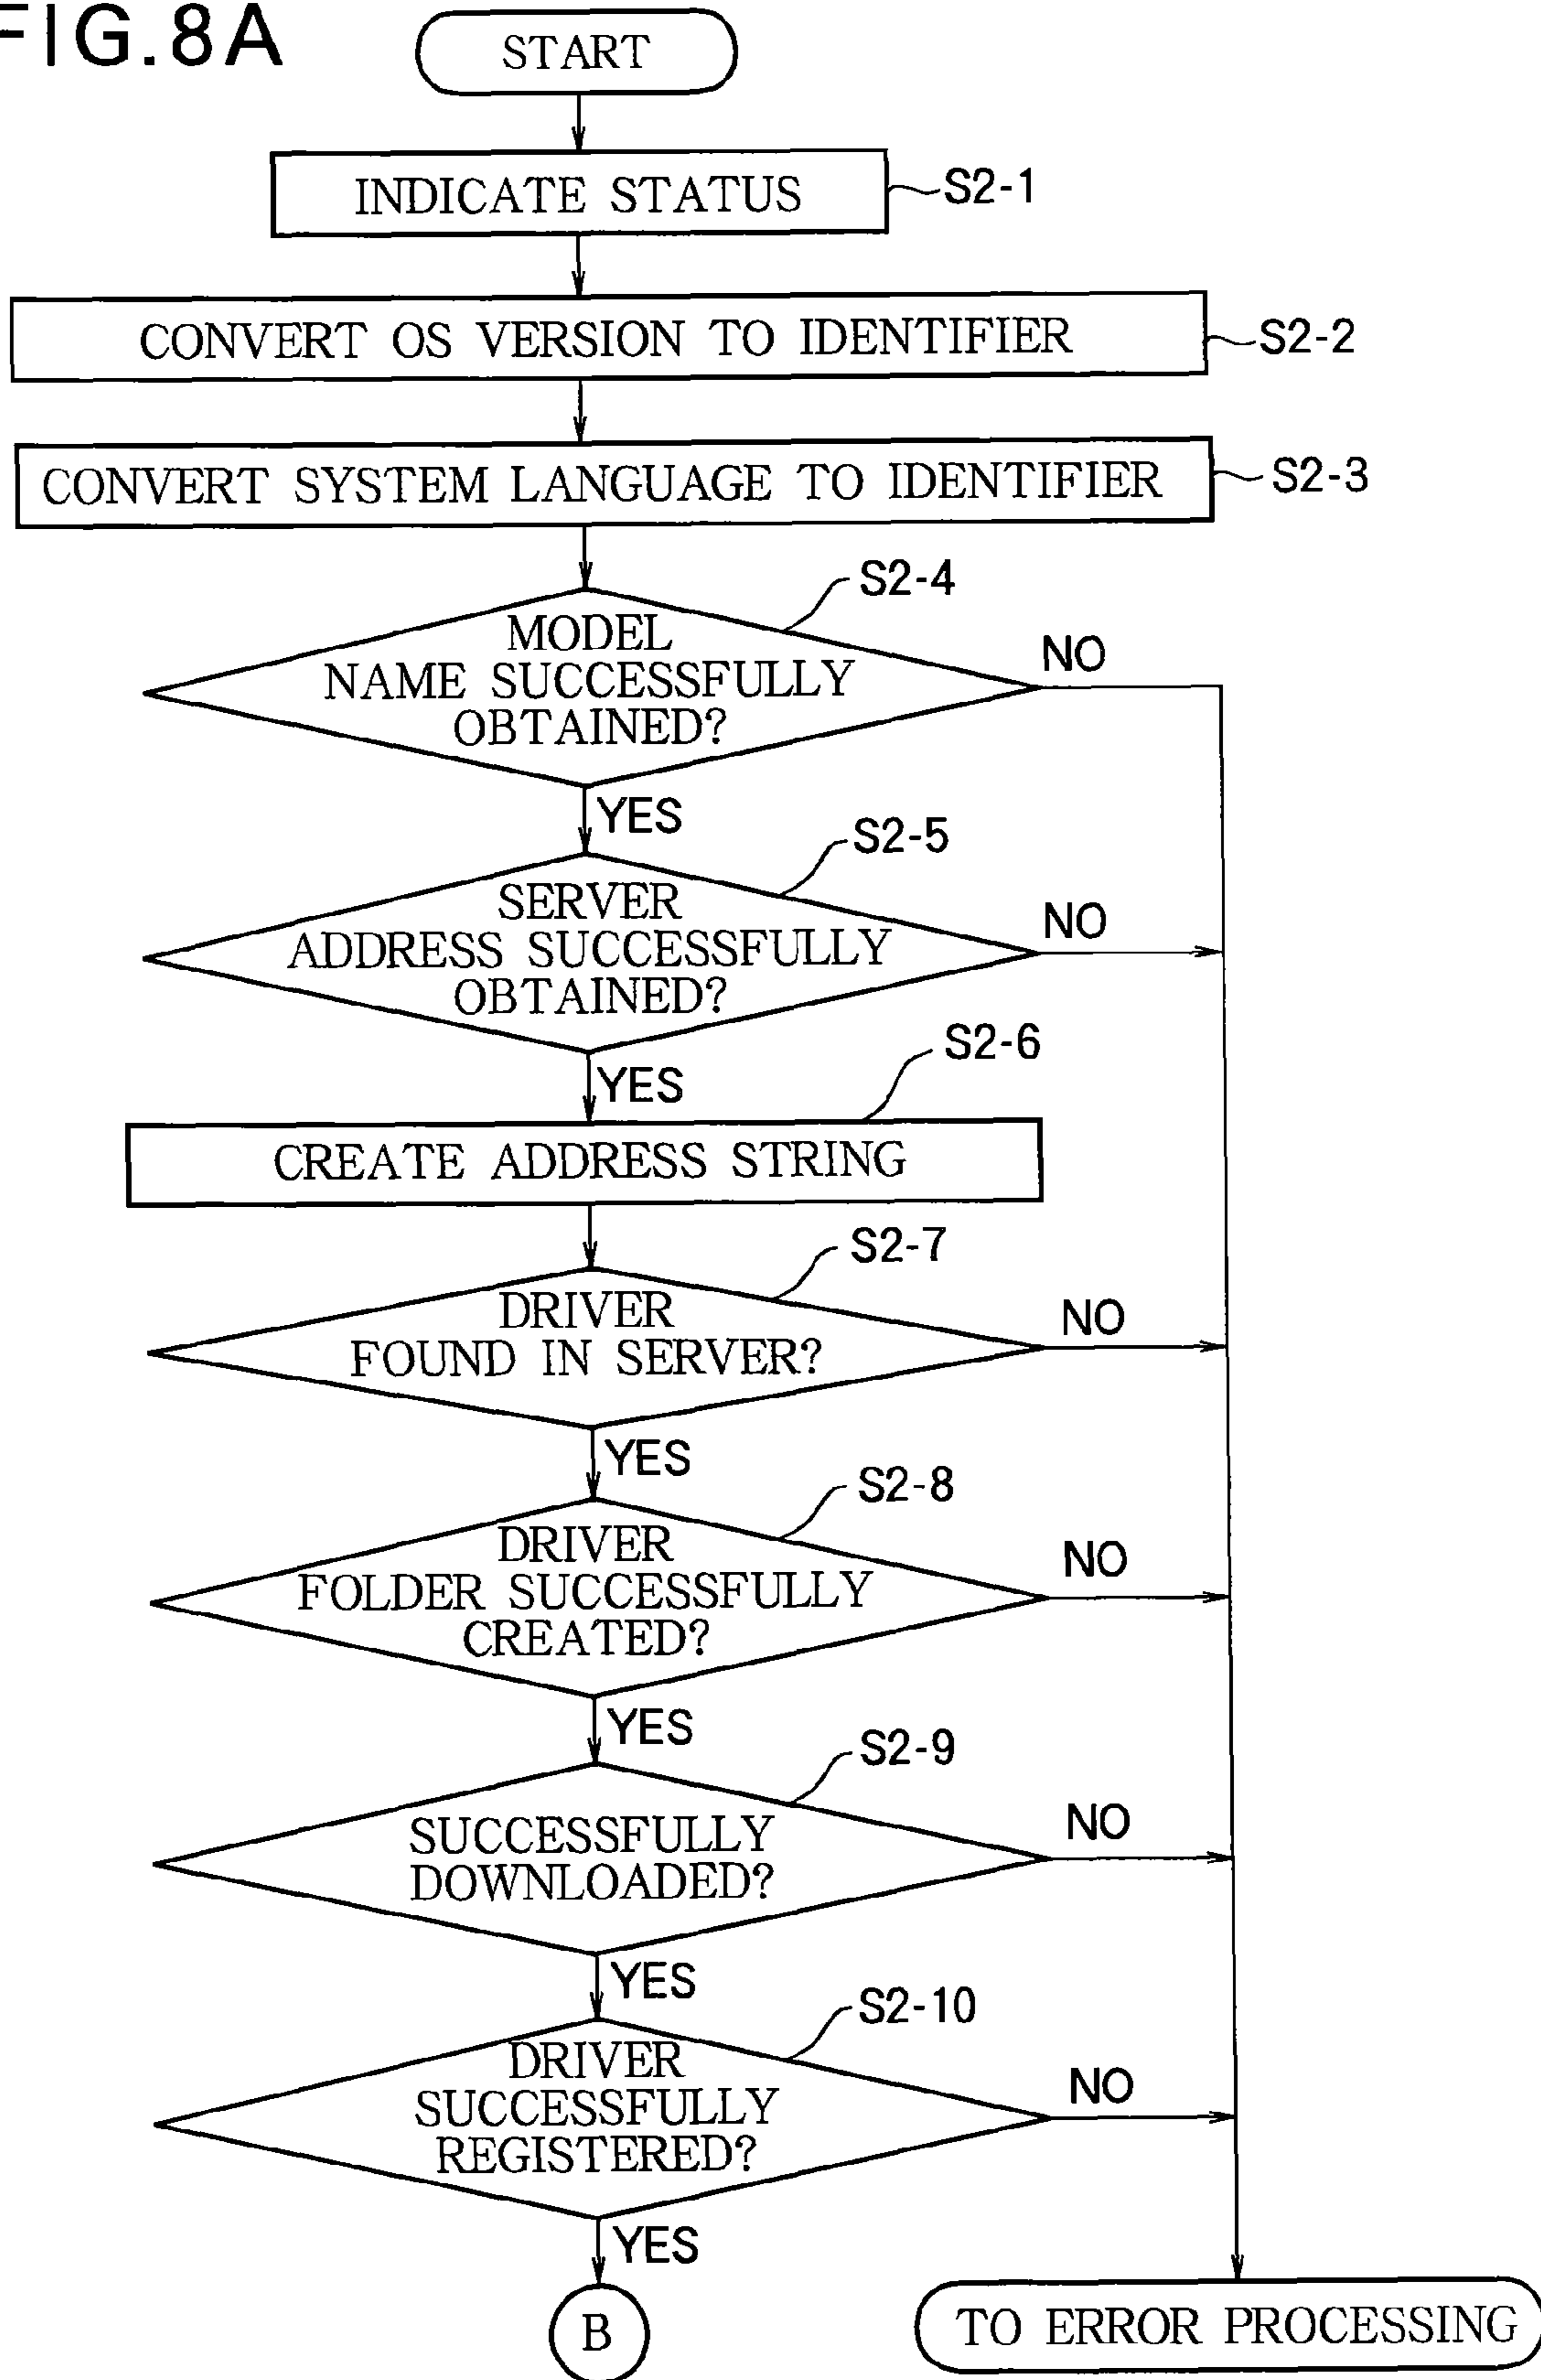 FIG.8A
START
INDICATE STATUS
S2-1
CONVERT OS VERSION TO IDENTIFIER
S2-2
CONVERT SYSTEM LANGUAGE TO IDENTIFIER
S2-3
S2-4
MODEL
NAME SUCCESSFULLY
OBTAINED?
NO
YES
S2-5
SERVER
ADDRESS SUCCESSFULLY
OBTAINED?
NO
YES
S2-6
CREATE ADDRESS STRING
S2-7
DRIVER
FOUND IN SERVER?
NO
YES
S2-8
DRIVER
FOLDER SUCCESSFULLY
CREATED?
NO
YES
S2-9
SUCCESSFULLY
DOWNLOADED?
NO
YES
S2-10
DRIVER
SUCCESSFULLY
REGISTERED?
NO
YES
B
TO ERROR PROCESSING